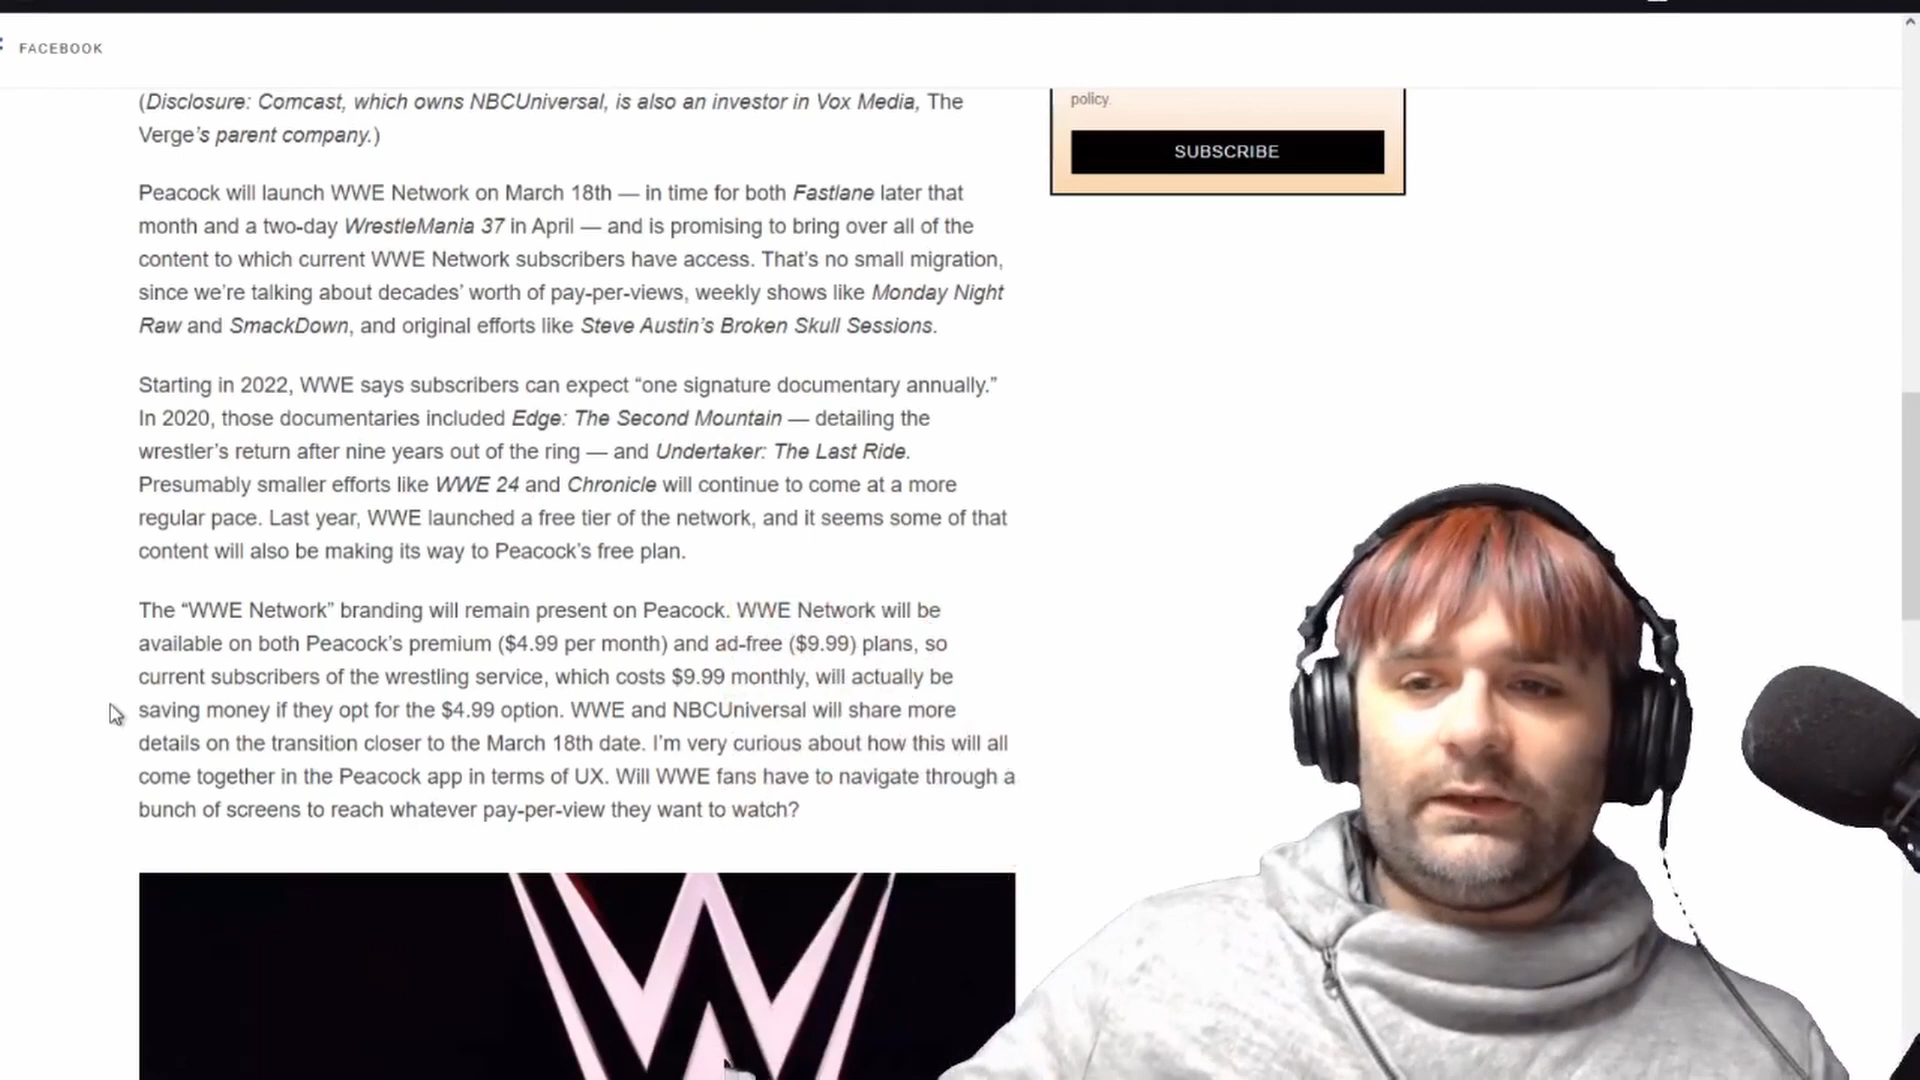 FACEBOOK
(Disclosure: Comcast, which owns NBCUniversal, is also an investor in Vox Media, The
Verge’s parent company.)
Peacock will launch WWE Network on March 18th — in time for both Fastlane later that
month and a two-day WrestleMania 37 in April — and is promising to bring over all of the
content to which current WWE Network subscribers have access. That’s no small migration,
since we’re talking about decades’ worth of pay-per-views, weekly shows like Monday Night
Raw and SmackDown, and original efforts like Steve Austin’s Broken Skull Sessions.
Starting in 2022, WWE says subscribers can expect “one signature documentary annually.”
In 2020, those documentaries included Edge: The Second Mountain — detailing the
wrestler’s return after nine years out of the ring — and Undertaker: The Last Ride.
Presumably smaller efforts like WWE 24 and Chronicle will continue to come at a more
regular pace. Last year, WWE launched a free tier of the network, and it seems some of that
content will also be making its way to Peacock’s free plan.
The “WWE Network” branding will remain present on Peacock. WWE Network will be
available on both Peacock’s premium ($4.99 per month) and ad-free ($9.99) plans, so
current subscribers of the wrestling service, which costs $9.99 monthly, will actually be
saving money if they opt for the $4.99 option. WWE and NBCUniversal will share more
details on the transition closer to the March 18th date. I’m very curious about how this will all
come together in the Peacock app in terms of UX. Will WWE fans have to navigate through a
bunch of screens to reach whatever pay-per-view they want to watch?
policy.
SUBSCRIBE